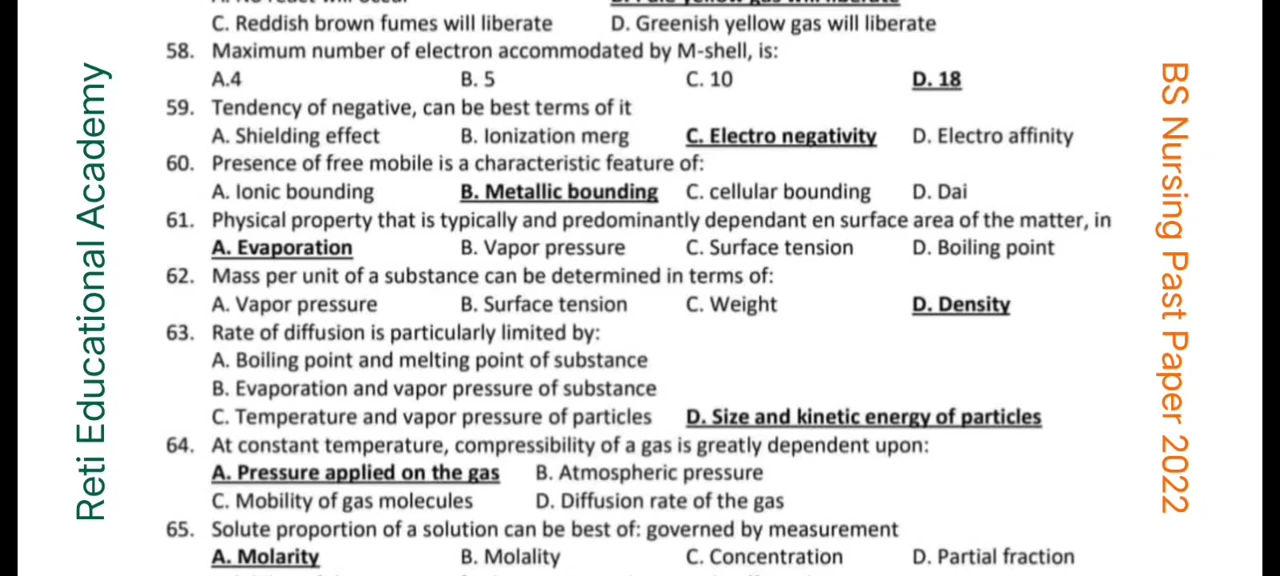 C. Reddish brown fumes will liberate D. Greenish yellow gas will liberate
58. Maximum number of electron accommodated by M-shell, is:
A.4 B. 5 C. 10 D. 18
59. Tendency of negative, can be best terms of it
A. Shielding effect B. Ionization merg C. Electro negativity D. Electro affinity
60. Presence of free mobile is a characteristic feature of:
A. Ionic bounding B. Metallic bounding C. cellular bounding D. Dai
61. Physical property that is typically and predominantly dependant en surface area of the matter, in
A. Evaporation B. Vapor pressure C. Surface tension D. Boiling point
62. Mass per unit of a substance can be determined in terms of:
A. Vapor pressure B. Surface tension C. Weight D. Density
63. Rate of diffusion is particularly limited by:
A. Boiling point and melting point of substance
B. Evaporation and vapor pressure of substance
C. Temperature and vapor pressure of particles D. Size and kinetic energy of particles
64. At constant temperature, compressibility of a gas is greatly dependent upon:
A. Pressure applied on the gas B. Atmospheric pressure
C. Mobility of gas molecules D. Diffusion rate of the gas
65. Solute proportion of a solution can be best of: governed by measurement
A. Molarity B. Molality C. Concentration D. Partial fraction
Reti Educational Academy
BS Nursing Past Paper 2022